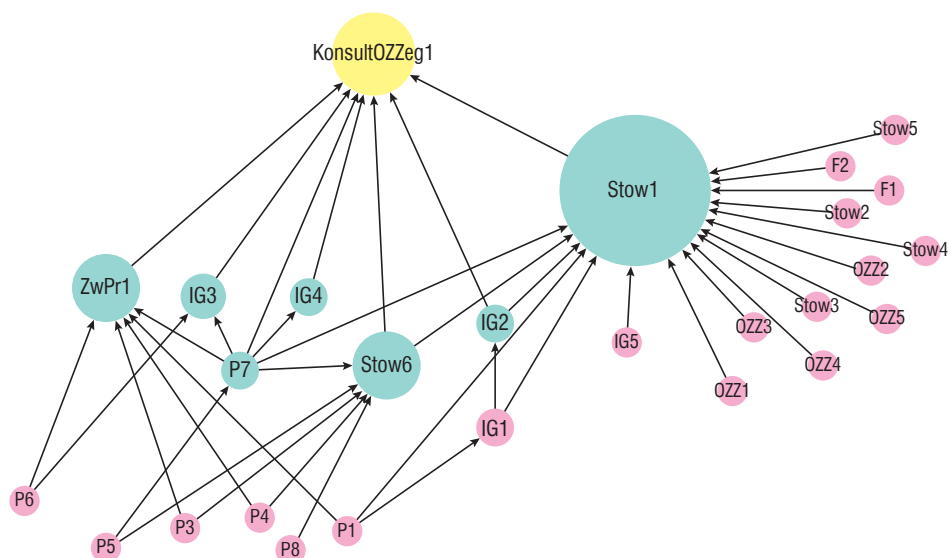 KonsultOZZeg1
Stow5
F2
F1
Stow1
Stow2
Stow4
OZZ2
ZwPr1
IG3
IG4
Stow3
OZZ5
IG2
OZZ3
IG5
P7
Stow6
OZZ4
OZZ1
IG1
P6
P4
P3
P1
P5
P8